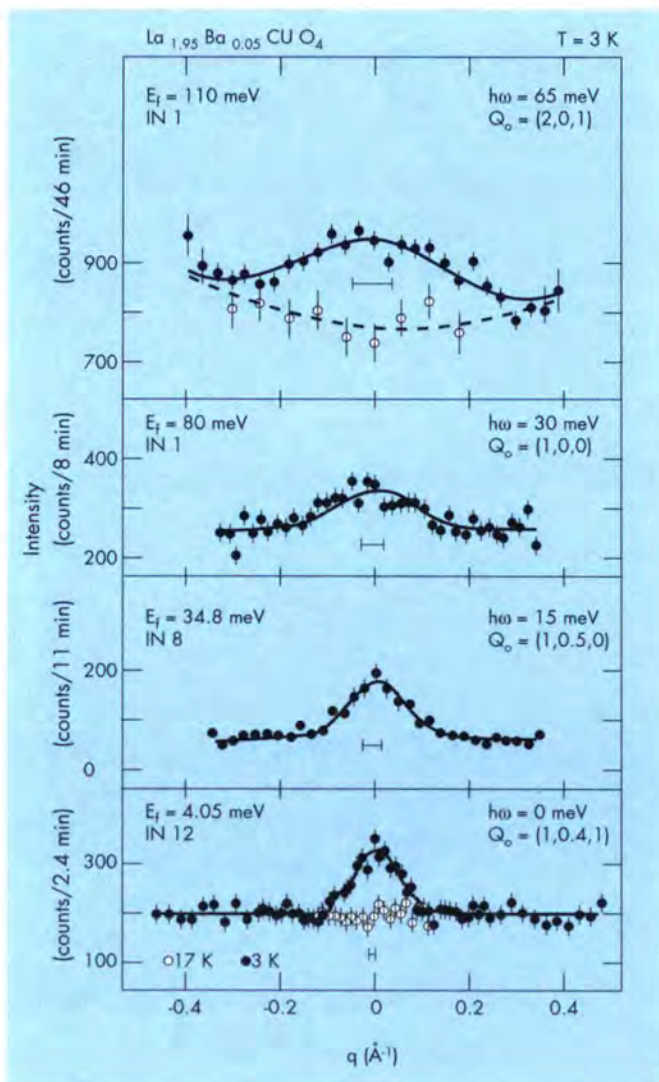 La 1.95 Ba 0.05 CU O4 T = 3 K
Ef = 110 meV ħω = 65 meV
IN 1 Qo = (2,0,1)
(counts/46 min)
900
700
Ef = 80 meV ħω = 30 meV
IN 1 Qo = (1,0,0)
(counts/8 min)
400
200
Intensity
Ef = 34.8 meV ħω = 15 meV
IN 8 Qo = (1,0.5,0)
(counts/11 min)
200
0
Ef = 4.05 meV ħω = 0 meV
IN 12 Qo = (1,0.4,1)
(counts/2.4 min)
300
100
17 K 3 K
-0.4 -0.2 0 0.2 0.4
q (Å-1)